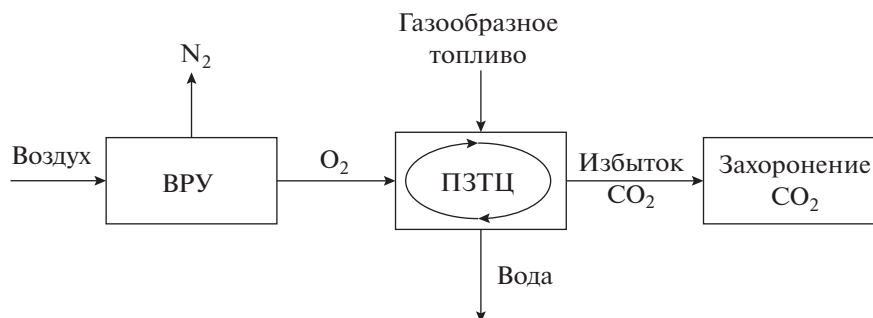 Газообразное
топливо
N₂
Воздух
ВРУ
O₂
ПЗТЦ
Избыток
CO₂
Захоронение
CO₂
Вода